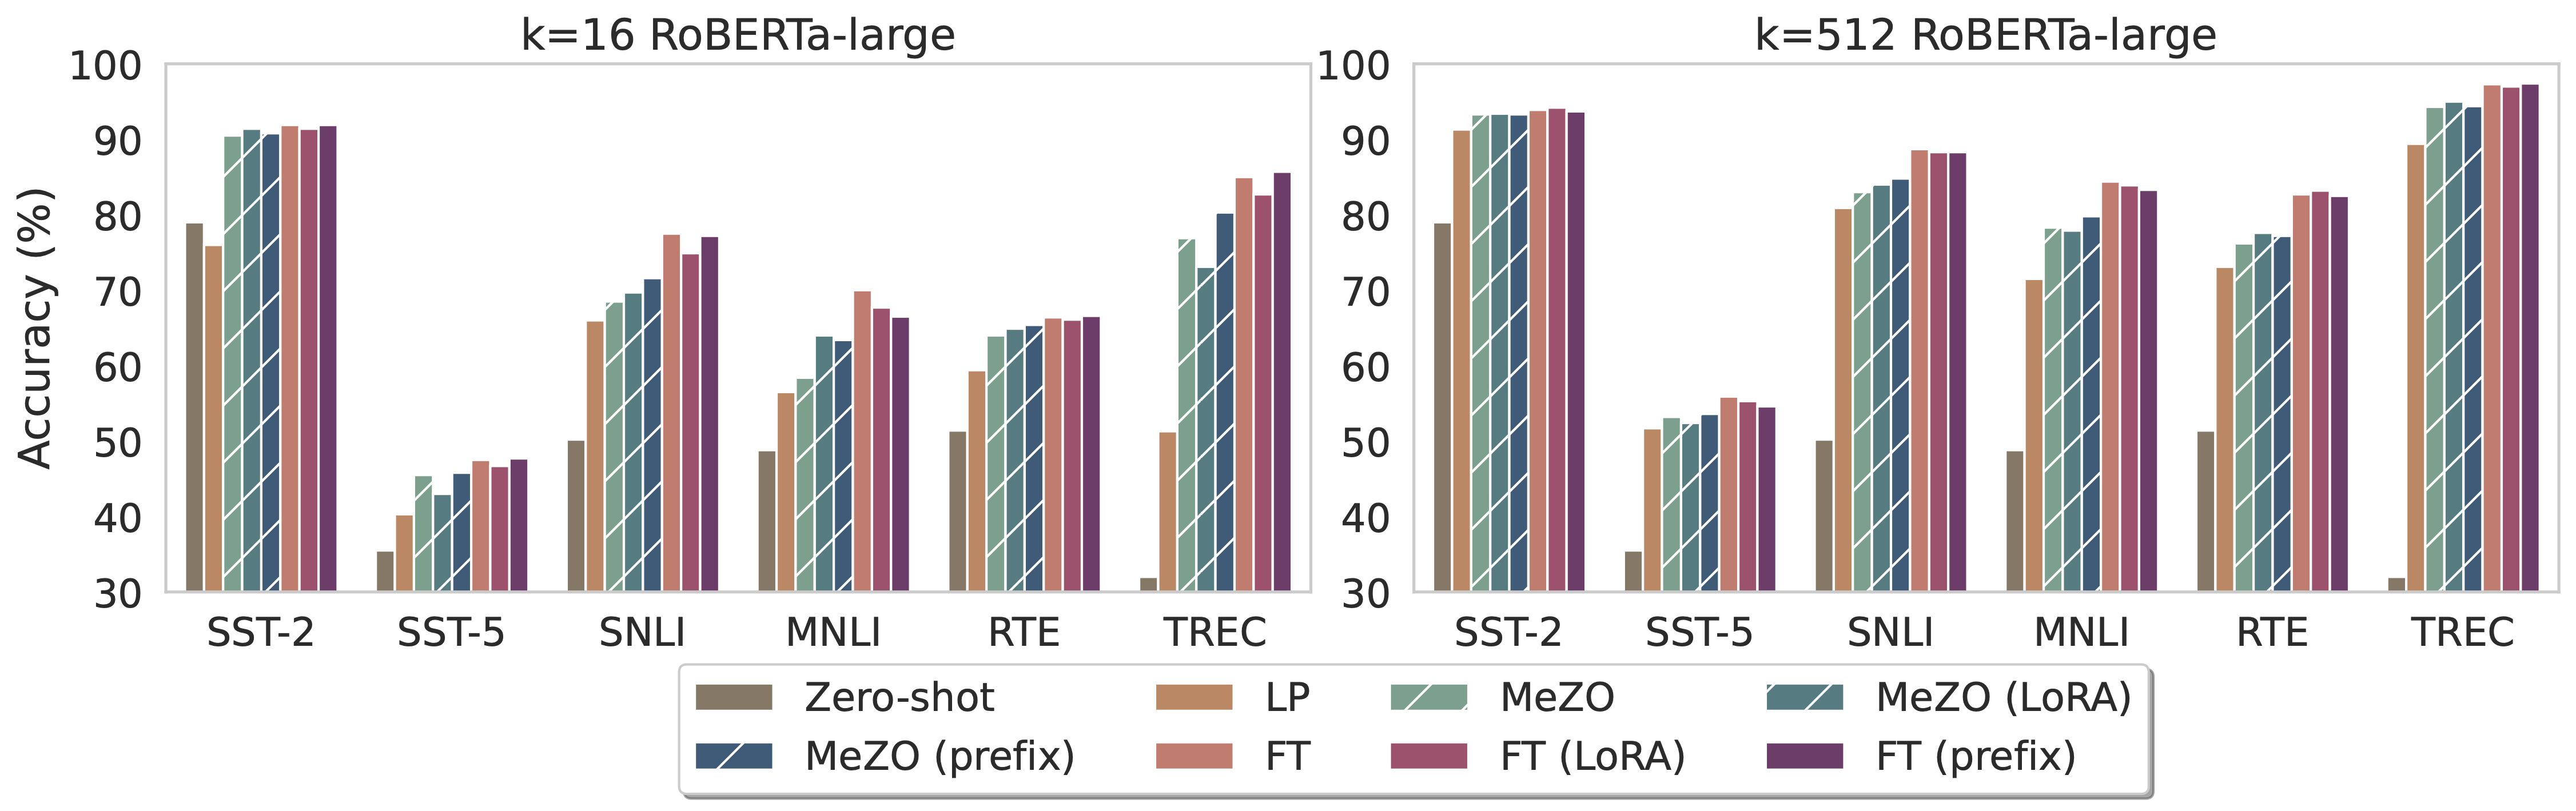 k=16 RoBERTa-large
k=512 RoBERTa-large
Accuracy (%)
100
90
80
70
60
50
40
30
SST-2 SST-5 SNLI MNLI RTE TREC
100
90
80
70
60
50
40
30
SST-2 SST-5 SNLI MNLI RTE TREC
Zero-shot LP MeZO MeZO (LoRA)
MeZO (prefix) FT FT (LoRA) FT (prefix)